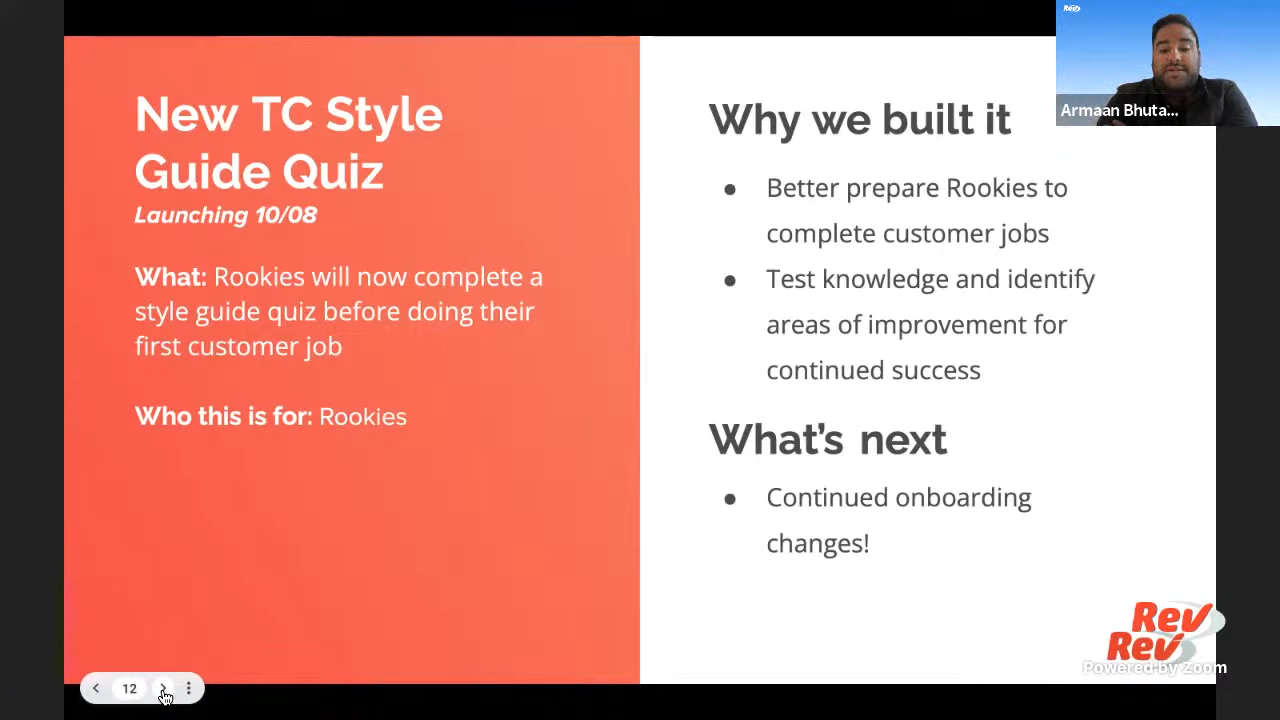 Rev
Armaan Bhuta...
New TC Style
Guide Quiz
Launching 10/08
What: Rookies will now complete a
style guide quiz before doing their
first customer job
Who this is for: Rookies
Why we built it
● Better prepare Rookies to
complete customer jobs
● Test knowledge and identify
areas of improvement for
continued success
What's next
● Continued onboarding
changes!
Rev
Rev
Powered by Zoom
12